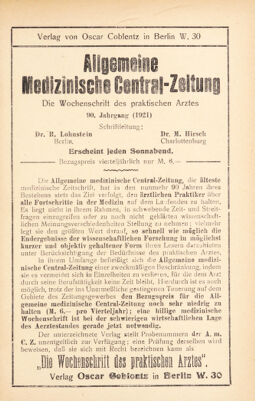 Verlag von Oscar Coblentz in Berlin W. 30
Allgemeine
Medizinische Central-Zeitung
Die Wochenschrift des praktischen Arztes
90. Jahrgang (1921)
Schriftleitung:
Dr. B. Lohnstein Dr. M. Hirsch
Berlin. Charlottenburg
Erscheint jeden Sonnabend.
Bezugspreis vierteljährlich nur M. 6.—
Die Allgemeine medizinische Central-Zeitung, die älteste
medizinische Zeitschrift, hat in den nunmehr 90 Jahren ihres
Bestehens stets das Ziel verfolgt, den ärztlichen Praktiker über
alle Fortschritte in der Medizin auf dem Laufenden zu halten.
Es liegt nicht in ihrem Rahmen, in schwebende Zeit- und Streit-
fragen einzugreifen oder zu noch nicht geklärten wissenschaft-
lichen Meinungsverschiedenheiten Stellung zu nehmen; vielmehr
legt sie den größten Wert darauf, so schnell wie möglich die
Endergebnisse der wissenschaftlichen Forschung in möglichst
kurzer und objektiv gehaltener Form ihren Lesern darzubieten
unter Berücksichtigung der Tätigkeit des praktischen Arztes.
In ihrem Umfange befleißigt sich die Allgemeine medizi-
nische Central-Zeitung einer zweckmäßigen Beschränkung, indem
sie es vermeidet sich in Einzelheiten zu verlieren, für die dem Arzt
durch seine Berufstätigkeit keine Zeit bleibt. Hierdurch ist es auch
möglich, trotz der ins Ungemessene gestiegenen Teuerung auf dem
Gebiete des Zeitungsgewerbes den Bezugspreis für die All-
gemeine medizinische Central-Zeitung noch sehr niedrig zu
halten (M. 6.— pro Vierteljahr); eine billige medizinische
Wochenschrift ist bei der schwierigen wirtschaftlichen Lage
des Aerztestandes gerade jetzt notwendig.
Der unterzeichnete Verlag stellt Probenummern der A. m.
C. Z. unentgeltlich zur Verfügung; eine Prüfung derselben wird
beweisen, daß sie sich mit Recht bezeichnen kann als
„Die Wochenschrift des praktischen Arztes“.
Verlag Oscar Coblentz in Berlin W. 30